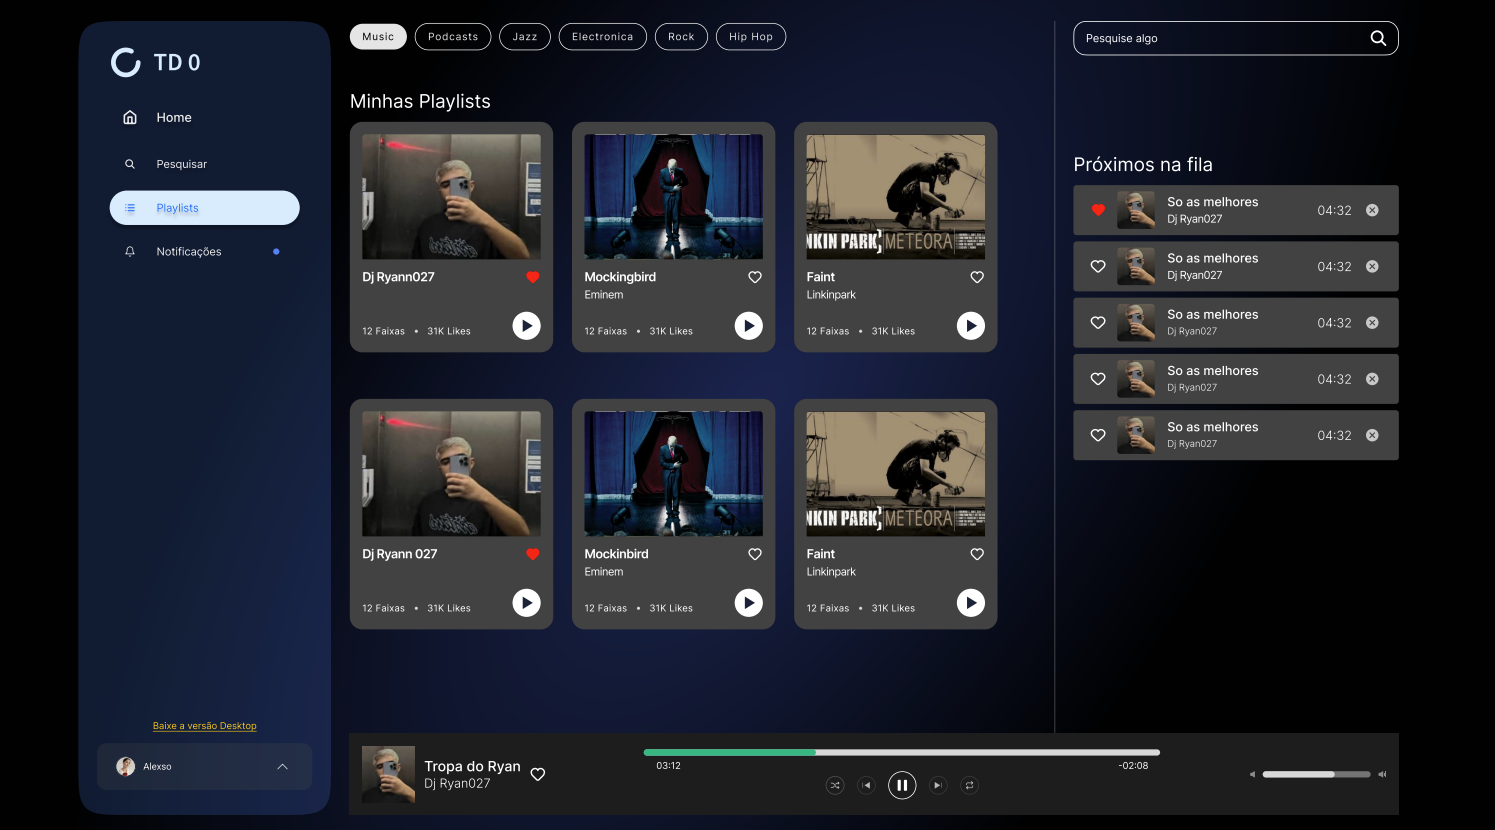 TD 0
Home
Pesquisar
Playlists
Notificações
Baixe a versão Desktop
Alexso
Music
Podcasts
Jazz
Electronica
Rock
Hip Hop
Minhas Playlists
Dj Ryann027
12 Faixas • 31K Likes
Mockingbird
Eminem
12 Faixas • 31K Likes
NKIN PARK] METEORA
Faint
Linkinpark
12 Faixas • 31K Likes
Dj Ryann 027
12 Faixas • 31K Likes
Mockinbird
Eminem
12 Faixas • 31K Likes
NKIN PARK] METEORA
Faint
Linkinpark
12 Faixas • 31K Likes
Pesquise algo
Próximos na fila
So as melhores
Dj Ryan027
04:32
So as melhores
Dj Ryan027
04:32
So as melhores
Dj Ryan027
04:32
So as melhores
Dj Ryan027
04:32
So as melhores
Dj Ryan027
04:32
Tropa do Ryan
Dj Ryan027
03:12
-02:08